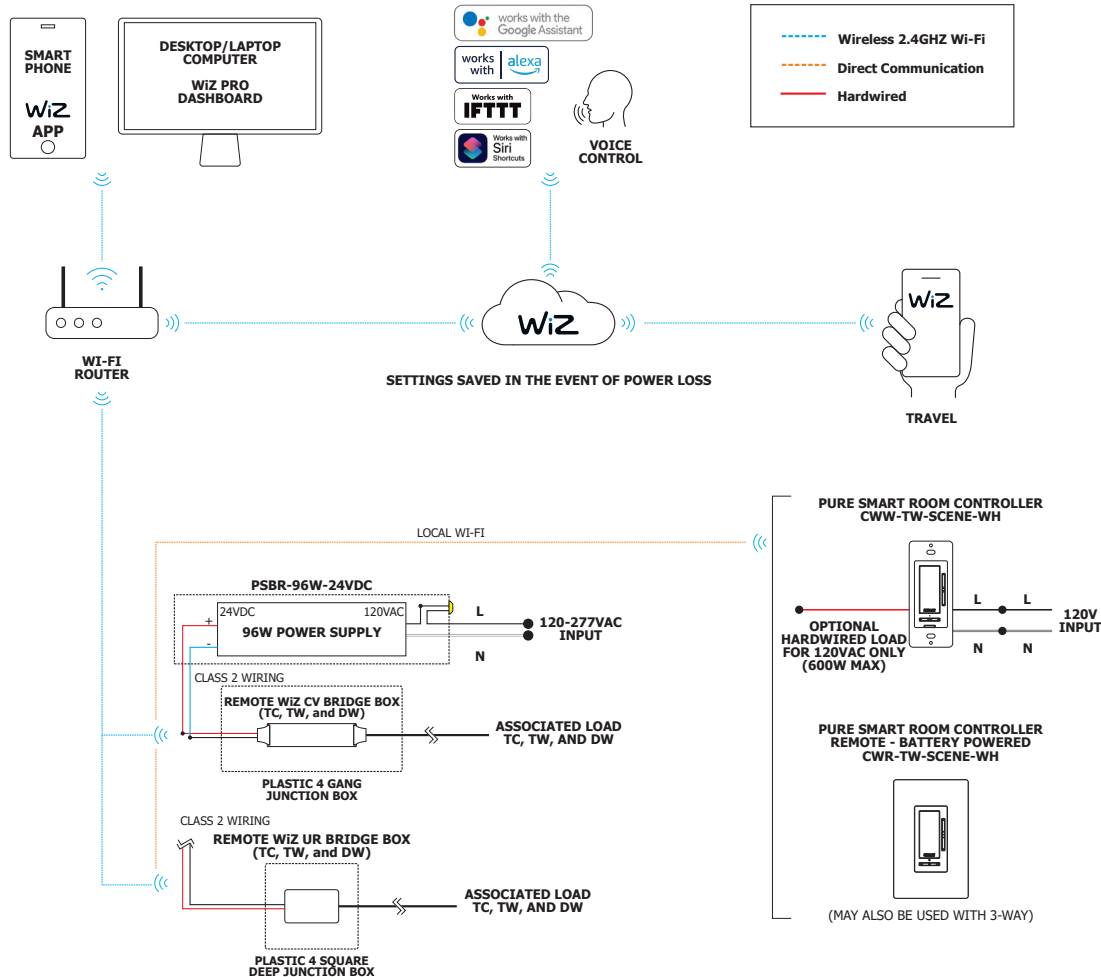 SMART
PHONE
WiZ
APP
DESKTOP/LAPTOP
COMPUTER
WiZ PRO
DASHBOARD
works with the
Google Assistant
works
with
alexa
Works with
IFTTT
Works with
Siri
Shortcuts
VOICE
CONTROL
Wireless 2.4GHZ Wi-Fi
Direct Communication
Hardwired
WI-FI
ROUTER
WiZ
SETTINGS SAVED IN THE EVENT OF POWER LOSS
WiZ
TRAVEL
LOCAL WI-FI
PSBR-96W-24VDC
24VDC
120VAC
+
-
96W POWER SUPPLY
L
N
120-277VAC
INPUT
CLASS 2 WIRING
REMOTE WiZ CV BRIDGE BOX
(TC, TW, and DW)
ASSOCIATED LOAD
TC, TW, AND DW
PLASTIC 4 GANG
JUNCTION BOX
CLASS 2 WIRING
REMOTE WiZ UR BRIDGE BOX
(TC, TW, and DW)
ASSOCIATED LOAD
TC, TW, AND DW
PLASTIC 4 SQUARE
DEEP JUNCTION BOX
PURE SMART ROOM CONTROLLER
CWW-TW-SCENE-WH
OPTIONAL
HARDWIRED LOAD
FOR 120VAC ONLY
(600W MAX)
L L
N N
120V
INPUT
PURE SMART ROOM CONTROLLER
REMOTE - BATTERY POWERED
CWR-TW-SCENE-WH
(MAY ALSO BE USED WITH 3-WAY)